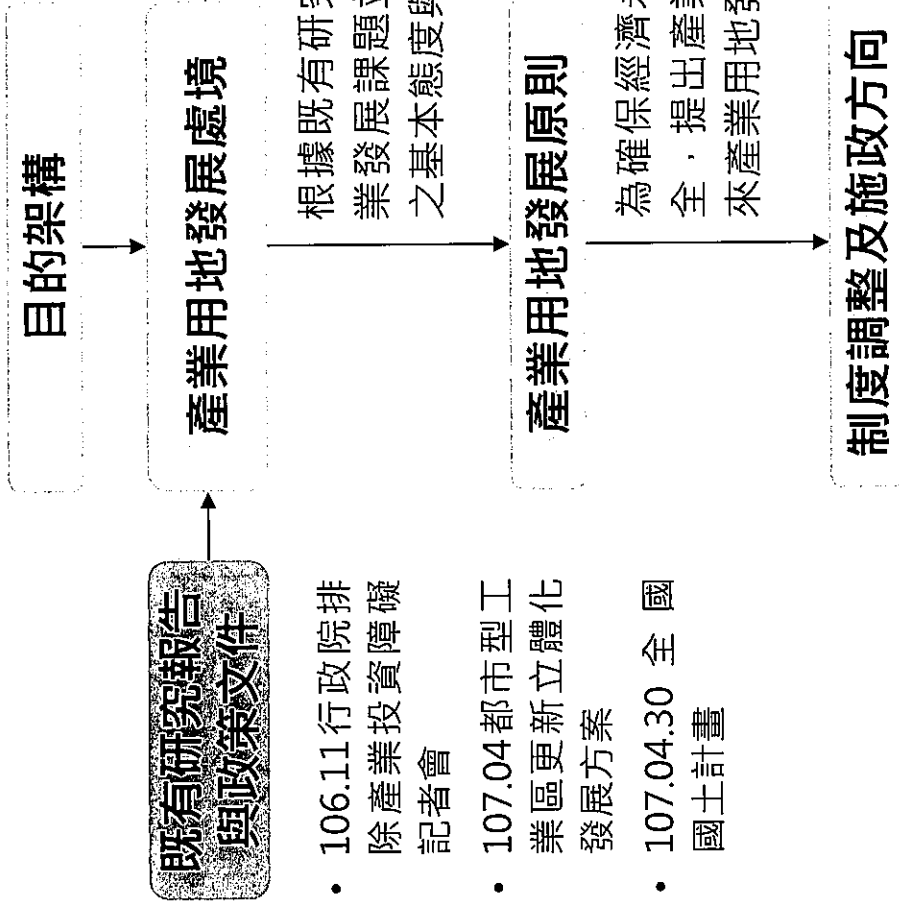 目的架構
既有研究報告
與政策文件
產業用地發展處境
• 106.11行政院排
除產業投資障礙
記者會
• 107.04都市型工
業區更新立體化
發展方案
• 107.04.30 全 國
國土計畫
根據既有研究
業發展課題
之基本態度與
產業用地發展原則
為確保經濟
全，提出產業
來產業用地發
制度調整及施政方向